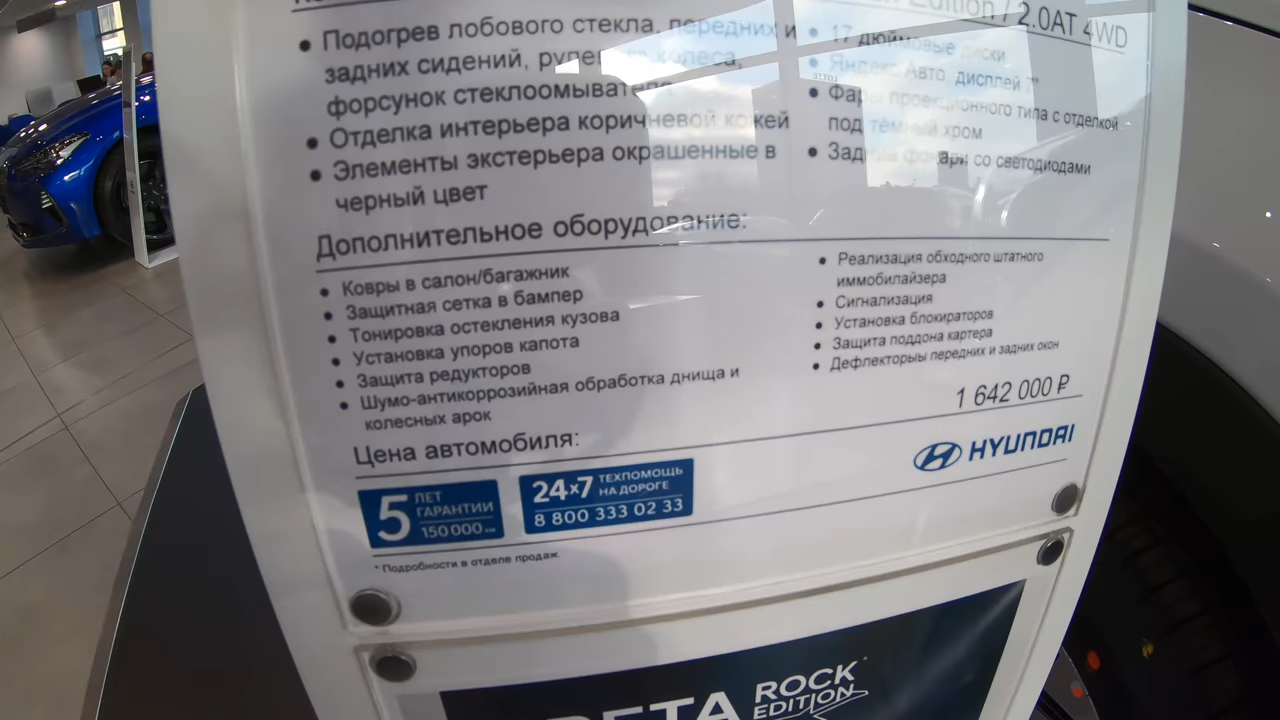 Edition / 2.0AT 4WD
• Подогрев лобового стекла, передних и
задних сидений, рулевого колеса,
форсунок стеклоомывателя
• Отделка интерьера коричневой кожей
• Элементы экстерьера окрашенные в
черный цвет
• 17 дюймовые диски
• Яндекс Авто, дисплей 7"
• Фары проекционного типа с отделкой
под тёмный хром
• Задние фонари со светодиодами
Дополнительное оборудование:
• Ковры в салон/багажник
• Защитная сетка в бампер
• Тонировка остекления кузова
• Установка упоров капота
• Защита редукторов
• Шумо-антикоррозийная обработка днища и
колесных арок
• Реализация обходного штатного
иммобилайзера
• Сигнализация
• Установка блокираторов
• Защита поддона картера
• Дефлекторыы передних и задних окон
Цена автомобиля:
1 642 000 ₽
5 ЛЕТ
ГАРАНТИИ
150 000 км
24×7 ТЕХПОМОЩЬ
НА ДОРОГЕ
8 800 333 02 33
HYUNDAI
* Подробности в отделе продаж
ROCK
EDITION